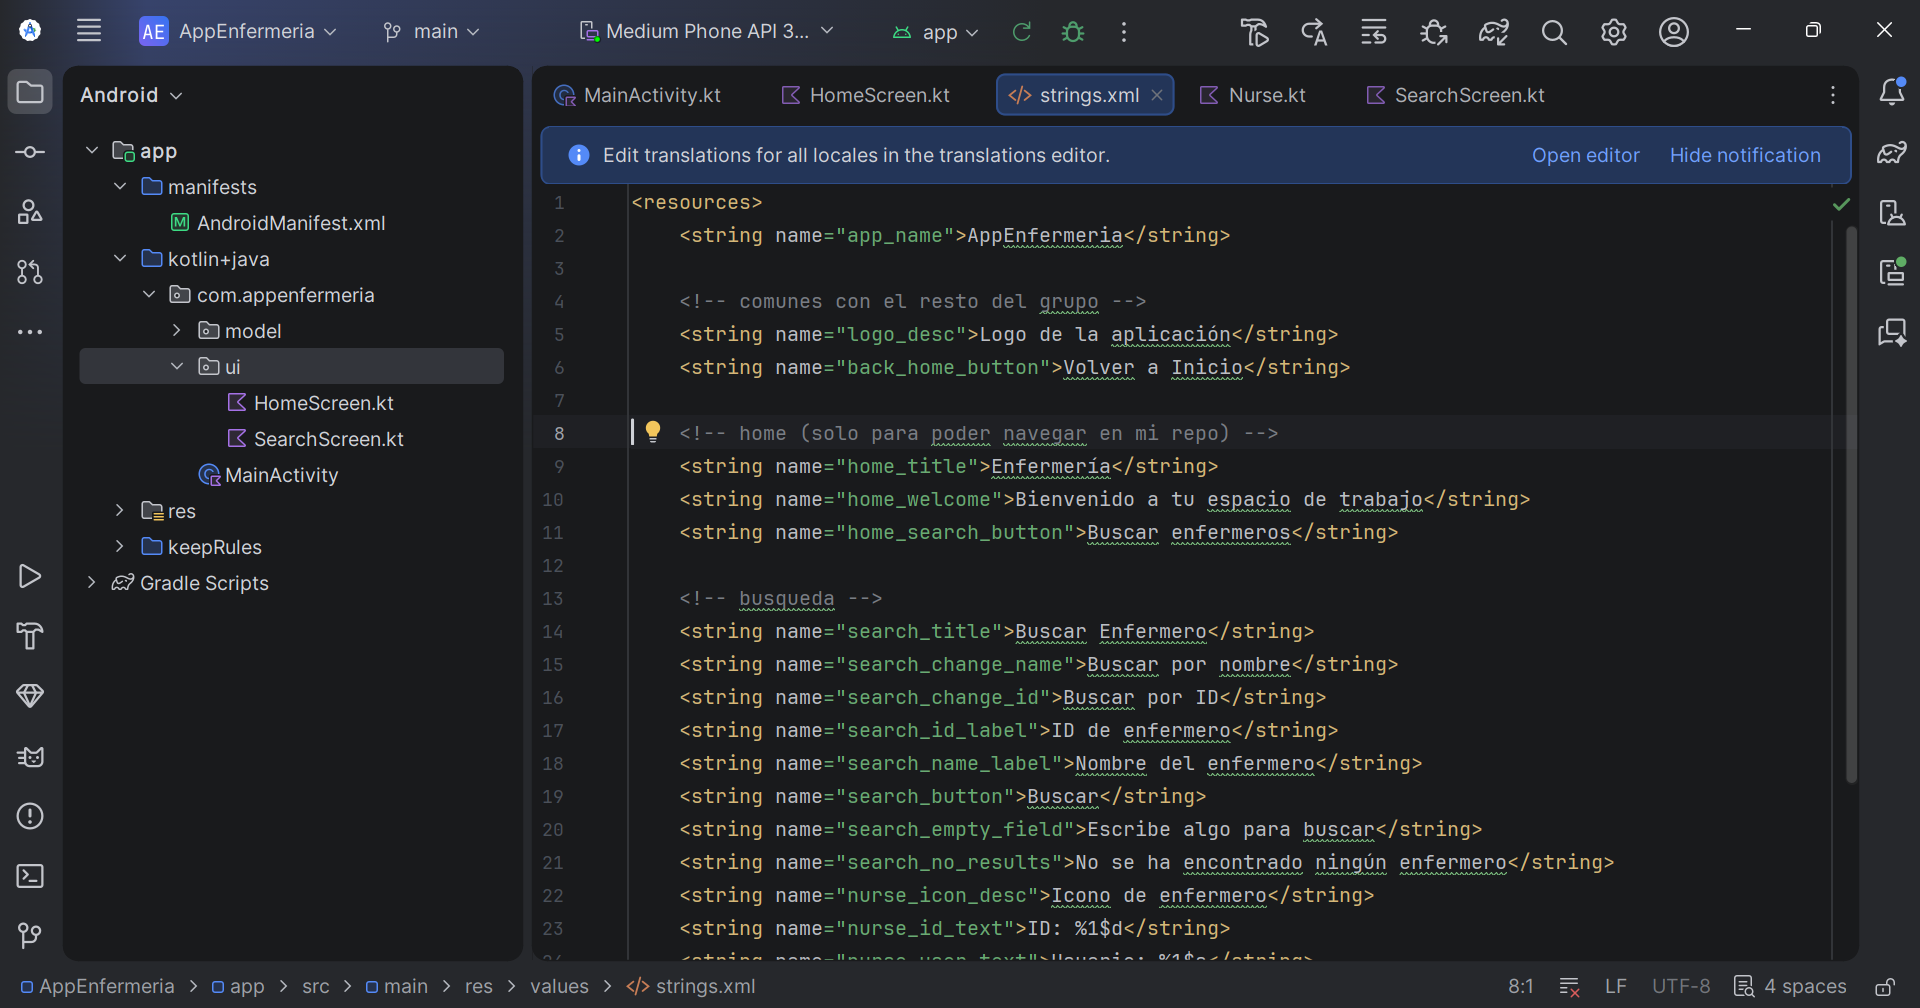 AE AppEnfermeria main Medium Phone API 3... app
Android
app
manifests
AndroidManifest.xml
kotlin+java
com.appenfermeria
model
ui
HomeScreen.kt
SearchScreen.kt
MainActivity
res
keepRules
Gradle Scripts
MainActivity.kt HomeScreen.kt strings.xml Nurse.kt SearchScreen.kt
Edit translations for all locales in the translations editor. Open editor Hide notification
1 <resources>
2 <string name="app_name">AppEnfermeria</string>
3
4 <!-- comunes con el resto del grupo -->
5 <string name="logo_desc">Logo de la aplicación</string>
6 <string name="back_home_button">Volver a Inicio</string>
7
8 <!-- home (solo para poder navegar en mi repo) -->
9 <string name="home_title">Enfermería</string>
10 <string name="home_welcome">Bienvenido a tu espacio de trabajo</string>
11 <string name="home_search_button">Buscar enfermeros</string>
12
13 <!-- busqueda -->
14 <string name="search_title">Buscar Enfermero</string>
15 <string name="search_change_name">Buscar por nombre</string>
16 <string name="search_change_id">Buscar por ID</string>
17 <string name="search_id_label">ID de enfermero</string>
18 <string name="search_name_label">Nombre del enfermero</string>
19 <string name="search_button">Buscar</string>
20 <string name="search_empty_field">Escribe algo para buscar</string>
21 <string name="search_no_results">No se ha encontrado ningún enfermero</string>
22 <string name="nurse_icon_desc">Icono de enfermero</string>
23 <string name="nurse_id_text">ID: %1$d</string>
AppEnfermeria > app > src > main > res > values > strings.xml 8:1 LF UTF-8 4 spaces